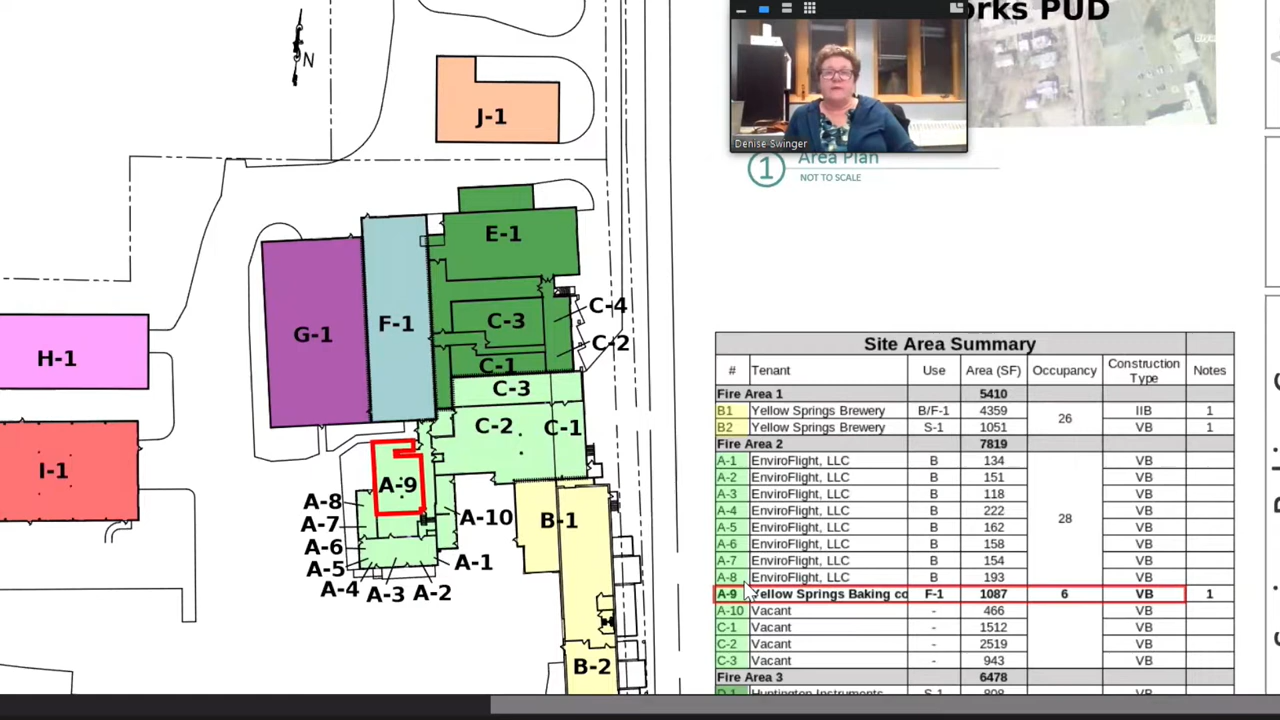 orks PUD
N
J-1
Denise Swinger
1
Area Plan
NOT TO SCALE
E-1
C-4
G-1
F-1
C-3
C-2
H-1
C-1
C-3
C-2
C-1
I-1
A-9
A-8
A-7
A-10
B-1
A-6
A-5
A-1
A-4
A-3
A-2
B-2
Site Area Summary
# Tenant Use Area (SF) Occupancy Construction Type Notes
Fire Area 1 5410
B1 Yellow Springs Brewery B/F-1 4359 26 IIB 1
B2 Yellow Springs Brewery S-1 1051 VB 1
Fire Area 2 7819
A-1 EnviroFlight, LLC B 134 VB
A-2 EnviroFlight, LLC B 151 VB
A-3 EnviroFlight, LLC B 118 VB
A-4 EnviroFlight, LLC B 222 28 VB
A-5 EnviroFlight, LLC B 162 VB
A-6 EnviroFlight, LLC B 158 VB
A-7 EnviroFlight, LLC B 154 VB
A-8 EnviroFlight, LLC B 193 VB
A-9 Yellow Springs Baking co F-1 1087 6 VB 1
A-10 Vacant - 466 VB
C-1 Vacant - 1512 VB
C-2 Vacant - 2519 VB
C-3 Vacant - 943 VB
Fire Area 3 6478
D-1 Huntington Instruments S-1 808 VB